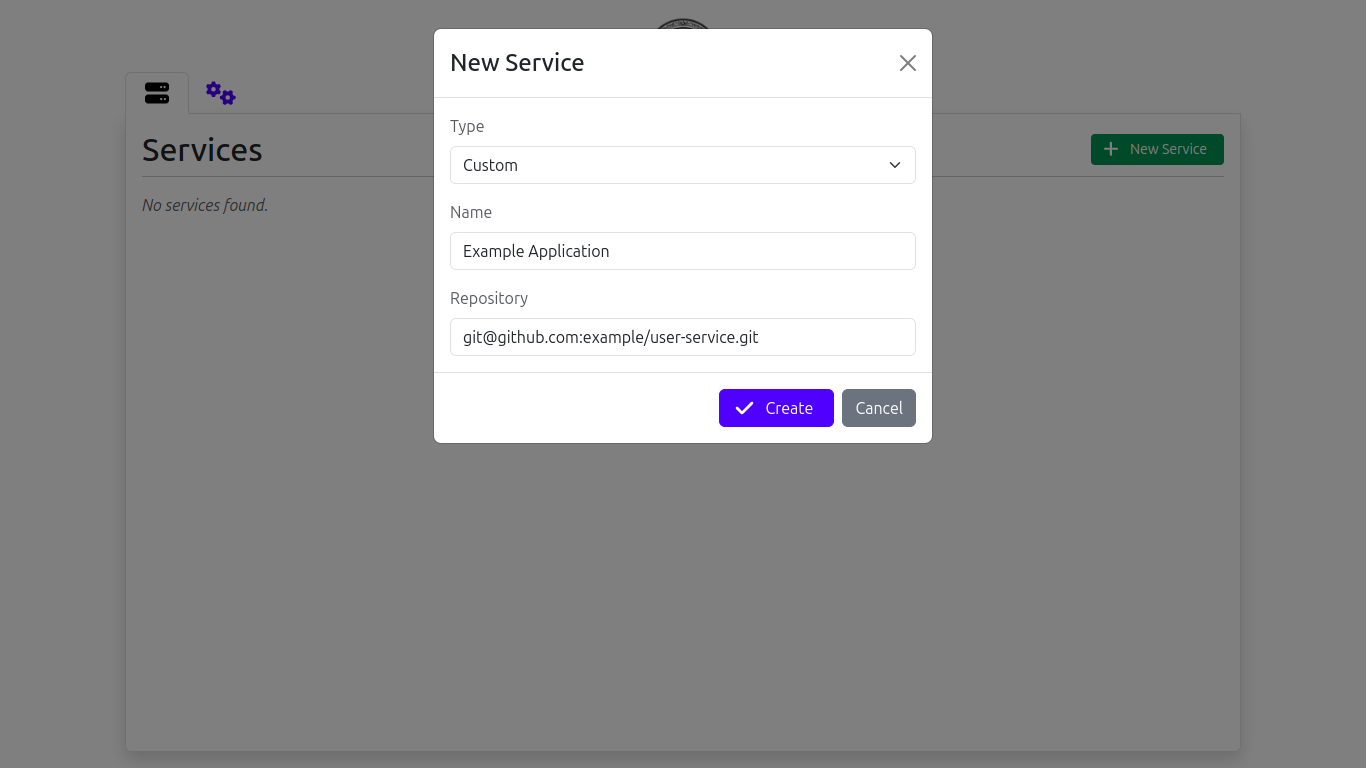 New Service
Type
Custom
Name
Example Application
Repository
git@github.com:example/user-service.git
Create
Cancel
Services
New Service
No services found.